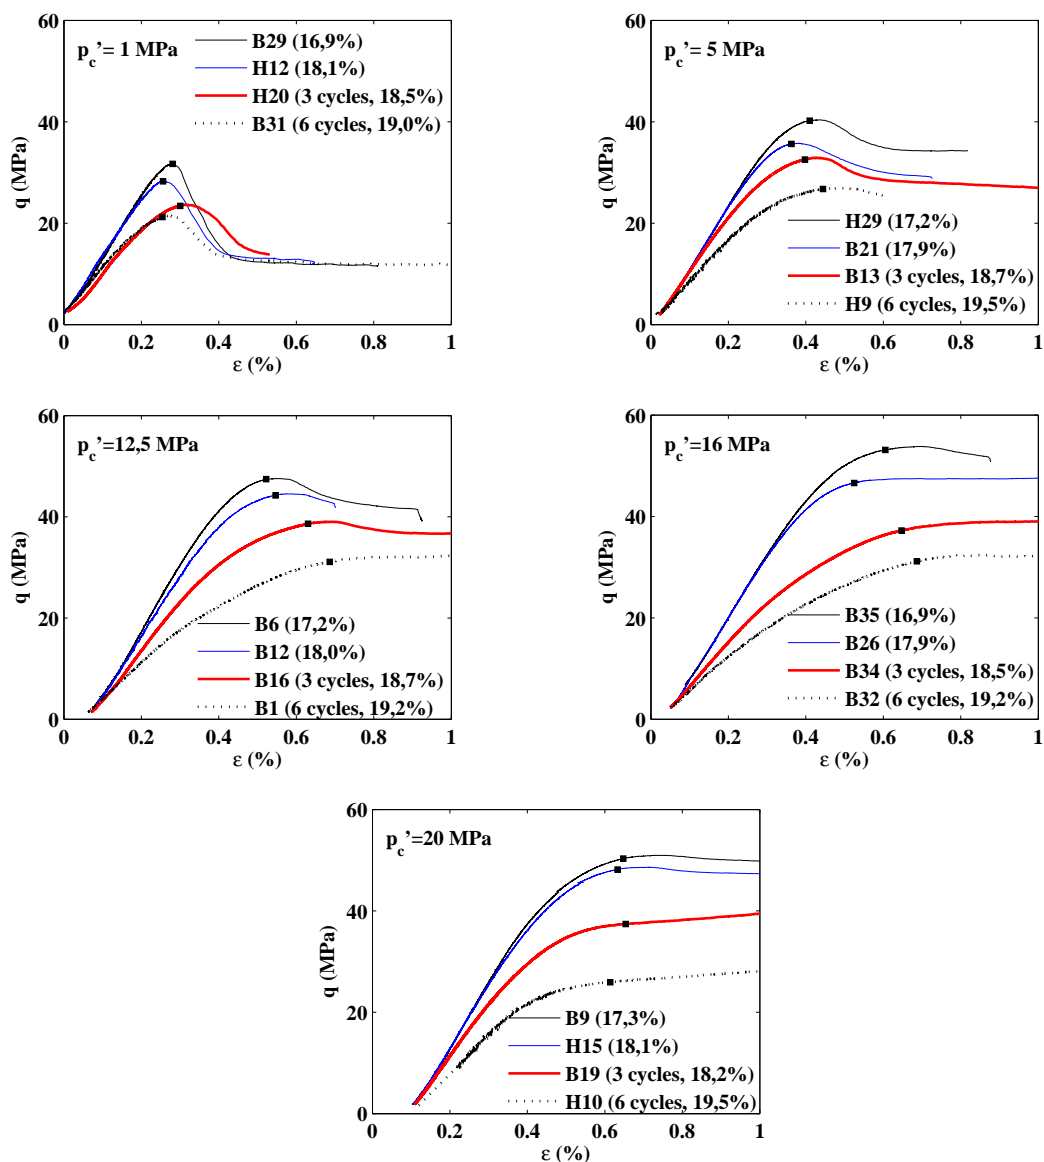 60
p_c'= 1 MPa
B29 (16,9%)
H12 (18,1%)
H20 (3 cycles, 18,5%)
B31 (6 cycles, 19,0%)
40
q (MPa)
20
0
0 0.2 0.4 0.6 0.8 1
ε (%)
60
p_c'= 5 MPa
40
q (MPa)
20
H29 (17,2%)
B21 (17,9%)
B13 (3 cycles, 18,7%)
H9 (6 cycles, 19,5%)
0
0 0.2 0.4 0.6 0.8 1
ε (%)
60
p_c'=12,5 MPa
40
q (MPa)
20
B6 (17,2%)
B12 (18,0%)
B16 (3 cycles, 18,7%)
B1 (6 cycles, 19,2%)
0
0 0.2 0.4 0.6 0.8 1
ε (%)
60
p_c'=16 MPa
40
q (MPa)
20
B35 (16,9%)
B26 (17,9%)
B34 (3 cycles, 18,5%)
B32 (6 cycles, 19,2%)
0
0 0.2 0.4 0.6 0.8 1
ε (%)
60
p_c'=20 MPa
40
q (MPa)
20
B9 (17,3%)
H15 (18,1%)
B19 (3 cycles, 18,2%)
H10 (6 cycles, 19,5%)
0
0 0.2 0.4 0.6 0.8 1
ε (%)